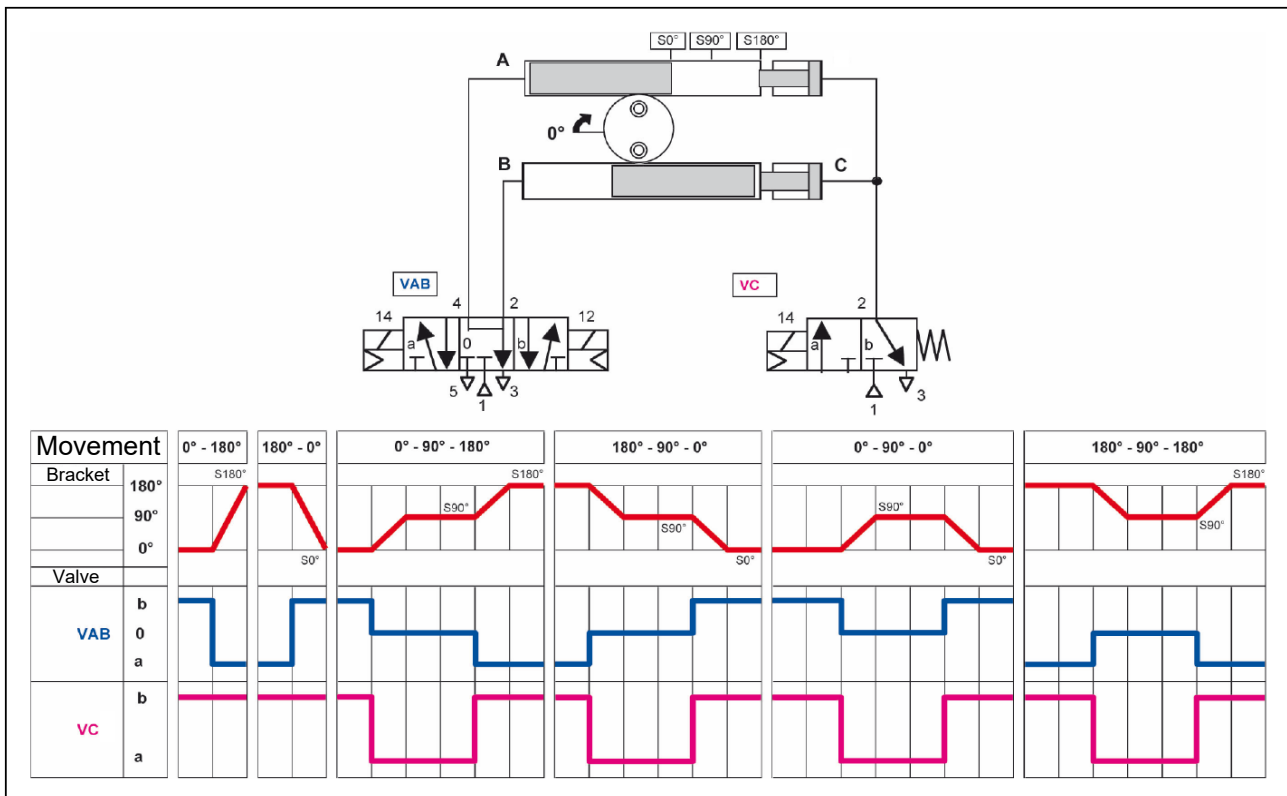 S0° S90° S180°
A
0°
B C
VAB VC
4 2 2
14 12 14
a 0 b a b
5 1 3 1 3
Movement 0° - 180° 180° - 0° 0° - 90° - 180° 180° - 90° - 0° 0° - 90° - 0° 180° - 90° - 180°
Bracket S180° S180° S180°
180°
90° S90° S90° S90° S90°
0° S0° S0° S0°
Valve
b
VAB 0
a
b
VC
a